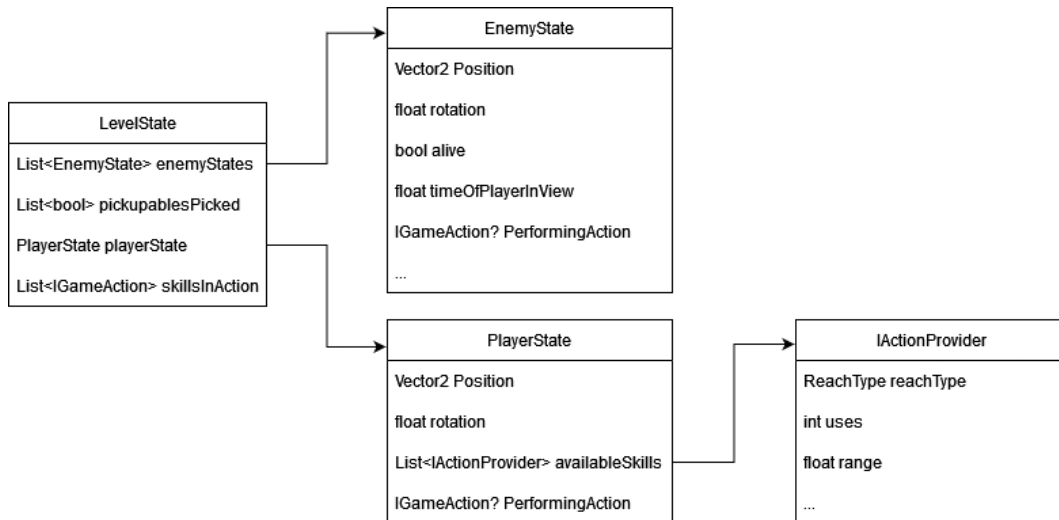 LevelState
List<EnemyState> enemyStates
List<bool> pickupablesPicked
PlayerState playerState
List<IGameAction> skillsInAction
EnemyState
Vector2 Position
float rotation
bool alive
float timeOfPlayerInView
IGameAction? PerformingAction
...
PlayerState
Vector2 Position
float rotation
List<IActionProvider> availableSkills
IGameAction? PerformingAction
IActionProvider
ReachType reachType
int uses
float range
...